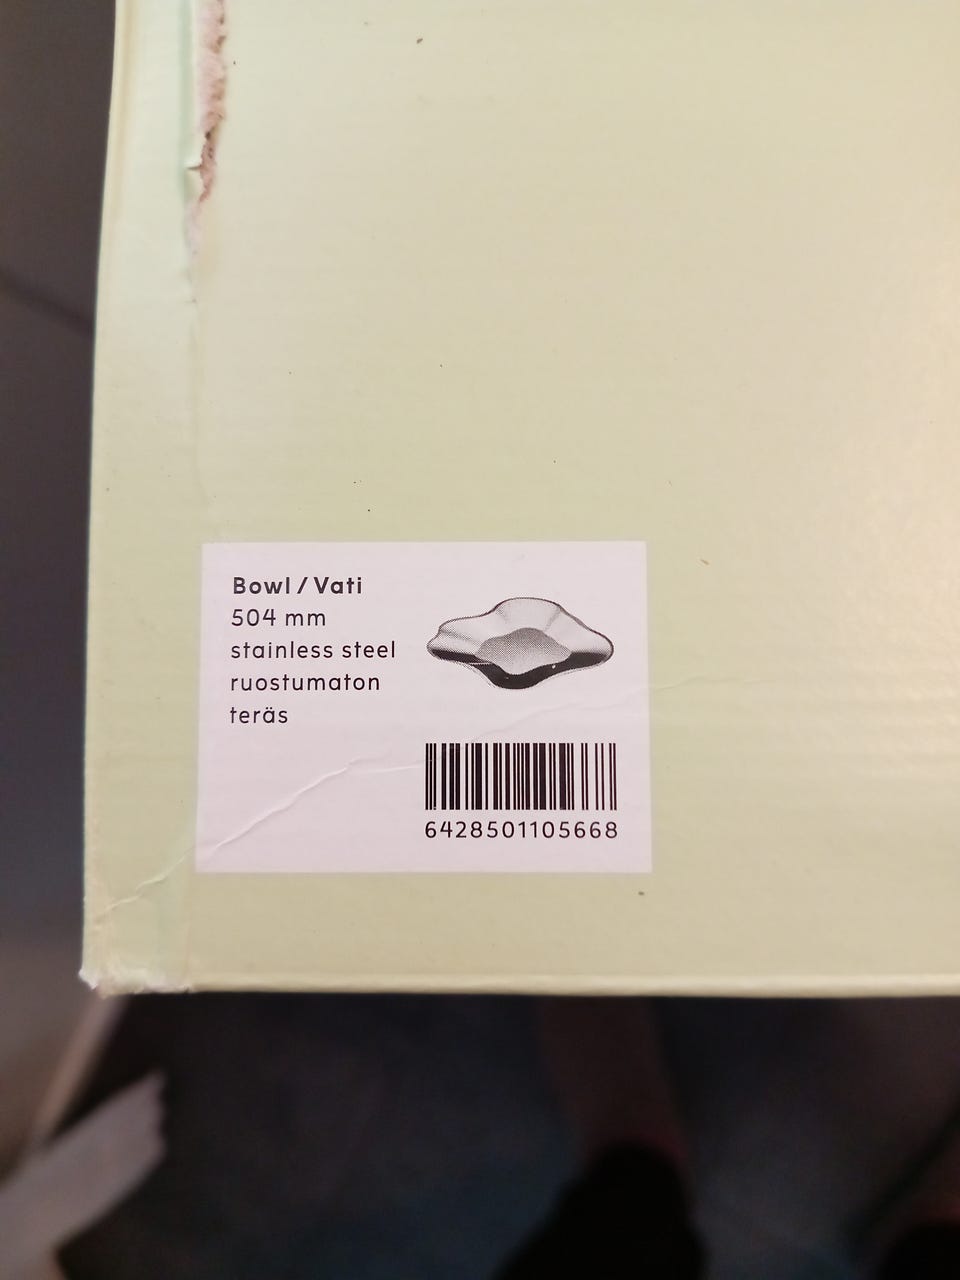 Bowl / Vati
504 mm
stainless steel
ruostumaton
teräs
6428501105668